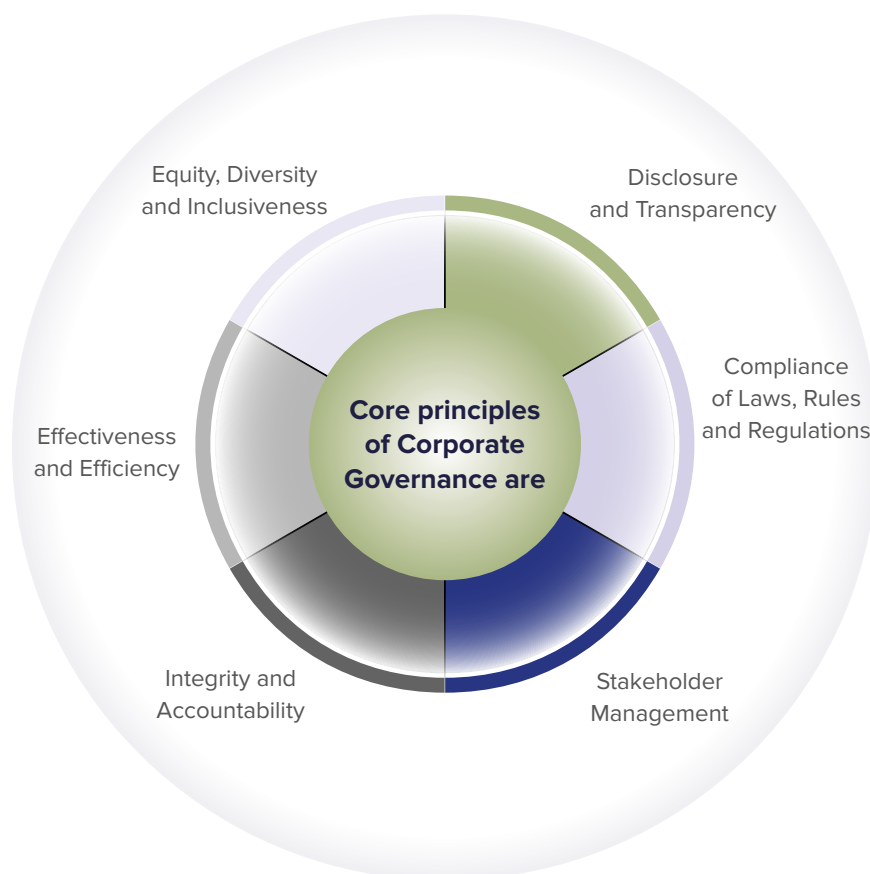 Equity, Diversity
and Inclusiveness
Disclosure
and Transparency
Compliance
of Laws, Rules
and Regulations
Core principles
of Corporate
Governance are
Effectiveness
and Efficiency
Integrity and
Accountability
Stakeholder
Management